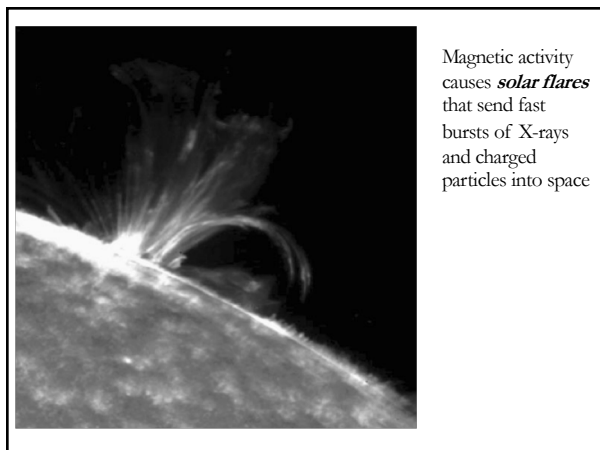 Magnetic activity
causes solar flares
that send fast
bursts of X-rays
and charged
particles into space